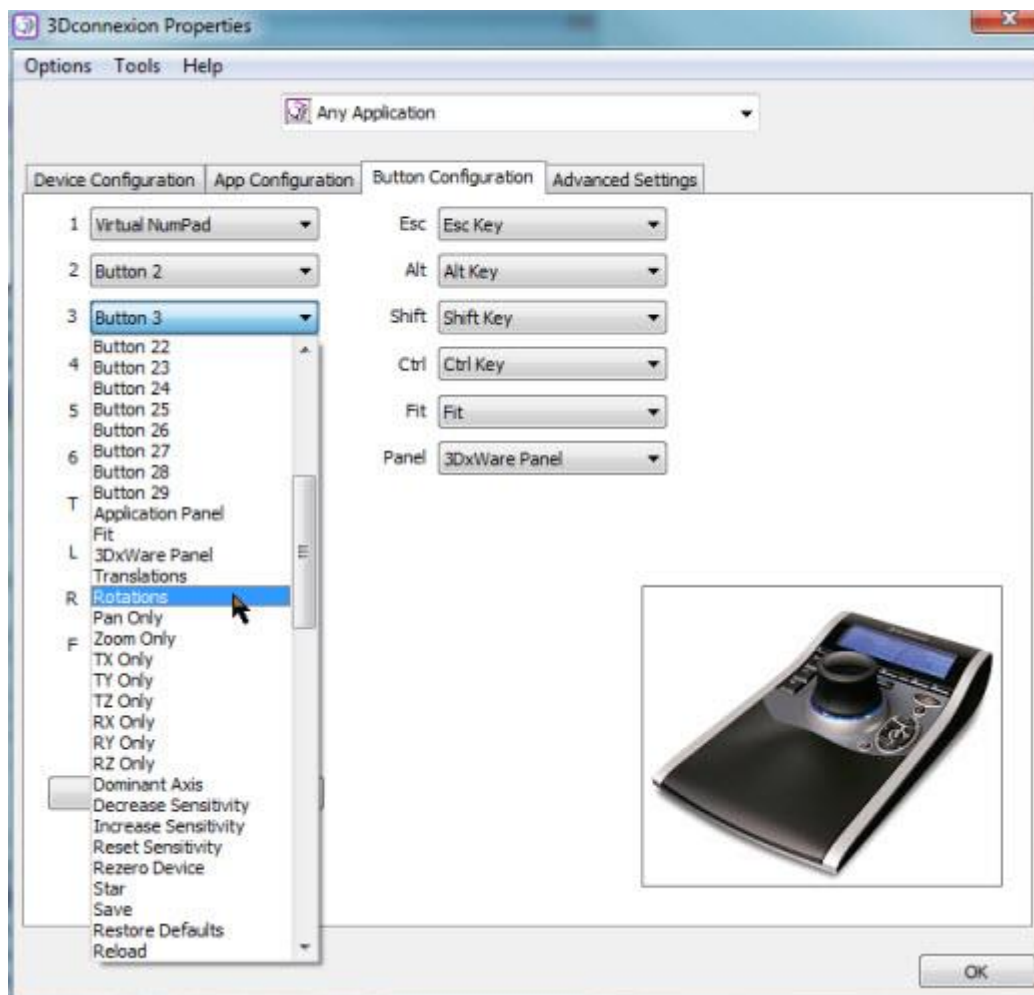 3Dconnexion Properties
Options Tools Help
Any Application
Device Configuration App Configuration Button Configuration Advanced Settings
1 Virtual NumPad Esc Esc Key
2 Button 2 Alt Alt Key
3 Button 3 Shift Shift Key
4 Ctrl Ctrl Key
5 Fit Fit
6 Panel 3DxWare Panel
T
L
R
F
Button 22
Button 23
Button 24
Button 25
Button 26
Button 27
Button 28
Button 29
Application Panel
Fit
3DxWare Panel
Translations
Rotations
Pan Only
Zoom Only
TX Only
TY Only
TZ Only
RX Only
RY Only
RZ Only
Dominant Axis
Decrease Sensitivity
Increase Sensitivity
Reset Sensitivity
Rezero Device
Star
Save
Restore Defaults
Reload
OK